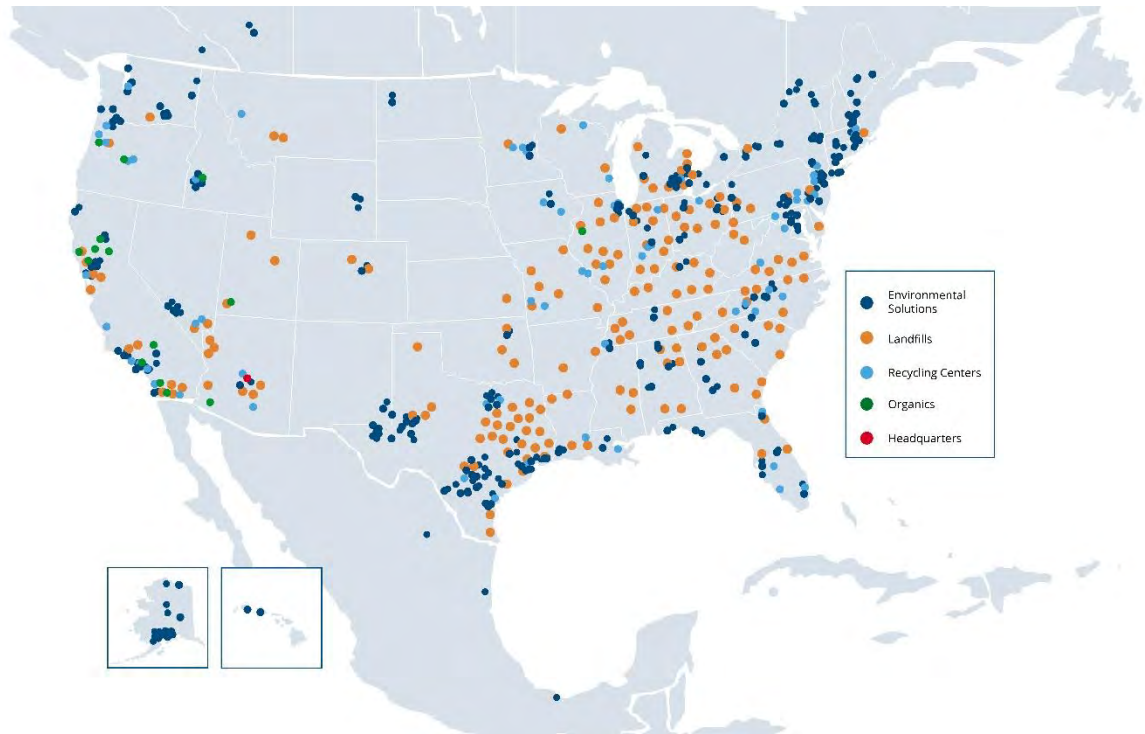 Environmental
Solutions
Landfills
Recycling Centers
Organics
Headquarters